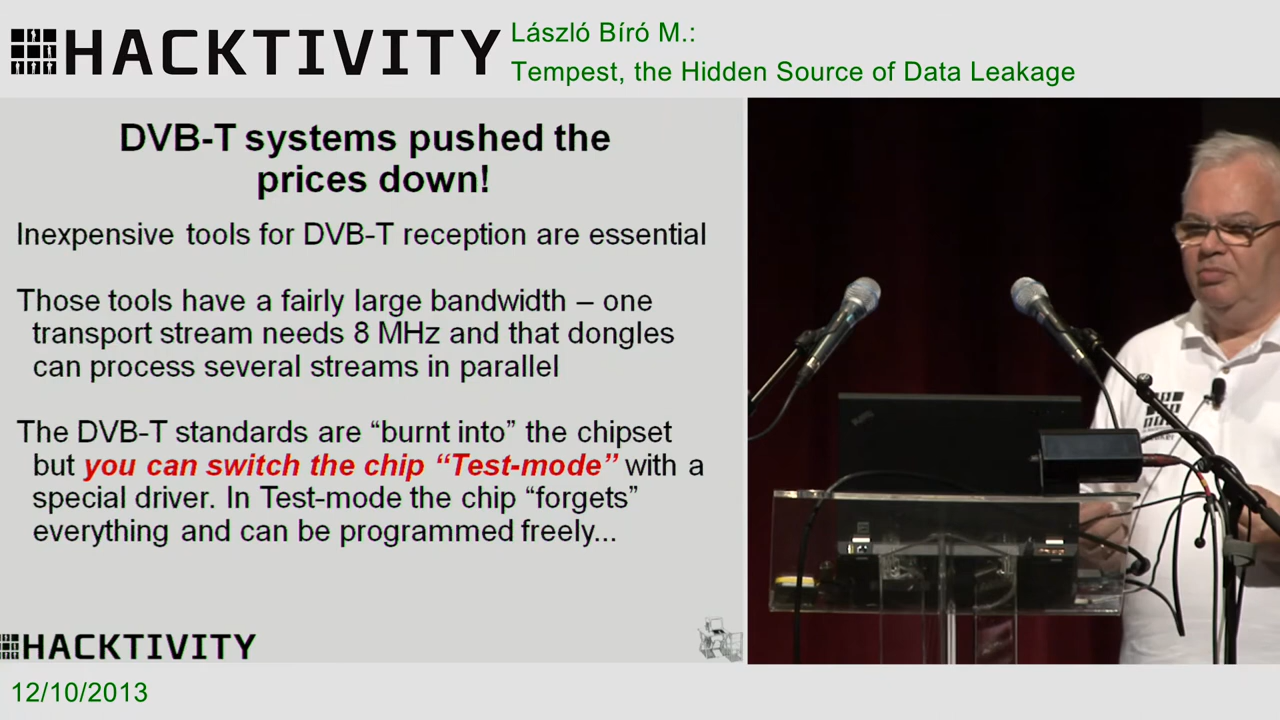 HACKTIVITY
László Bíró M.:
Tempest, the Hidden Source of Data Leakage
DVB-T systems pushed the
prices down!
Inexpensive tools for DVB-T reception are essential
Those tools have a fairly large bandwidth – one
transport stream needs 8 MHz and that dongles
can process several streams in parallel
The DVB-T standards are “burnt into” the chipset
but you can switch the chip “Test-mode” with a
special driver. In Test-mode the chip “forgets”
everything and can be programmed freely...
HACKTIVITY
12/10/2013